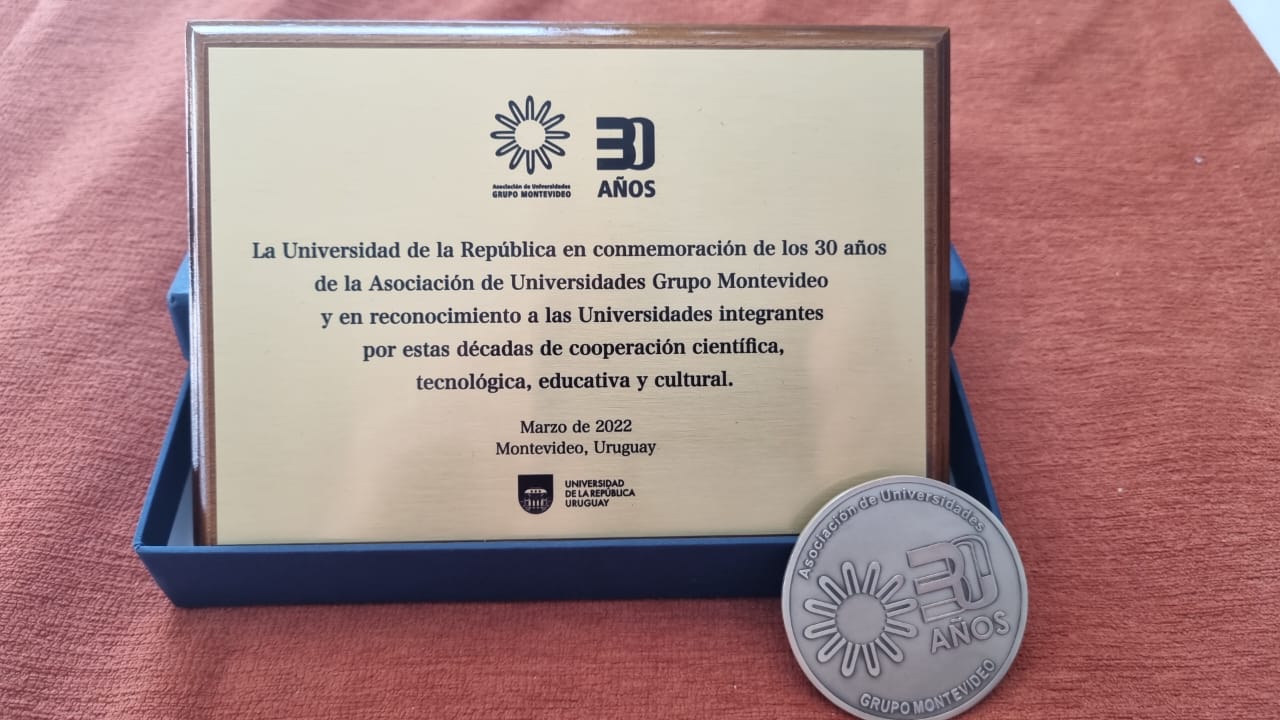 Asociación de Universidades
GRUPO MONTEVIDEO
30
AÑOS
La Universidad de la República en conmemoración de los 30 años
de la Asociación de Universidades Grupo Montevideo
y en reconocimiento a las Universidades integrantes
por estas décadas de cooperación científica,
tecnológica, educativa y cultural.
Marzo de 2022
Montevideo, Uruguay
UNIVERSIDAD
DE LA REPÚBLICA
URUGUAY
Asociación de Universidades
30
AÑOS
GRUPO MONTEVIDEO